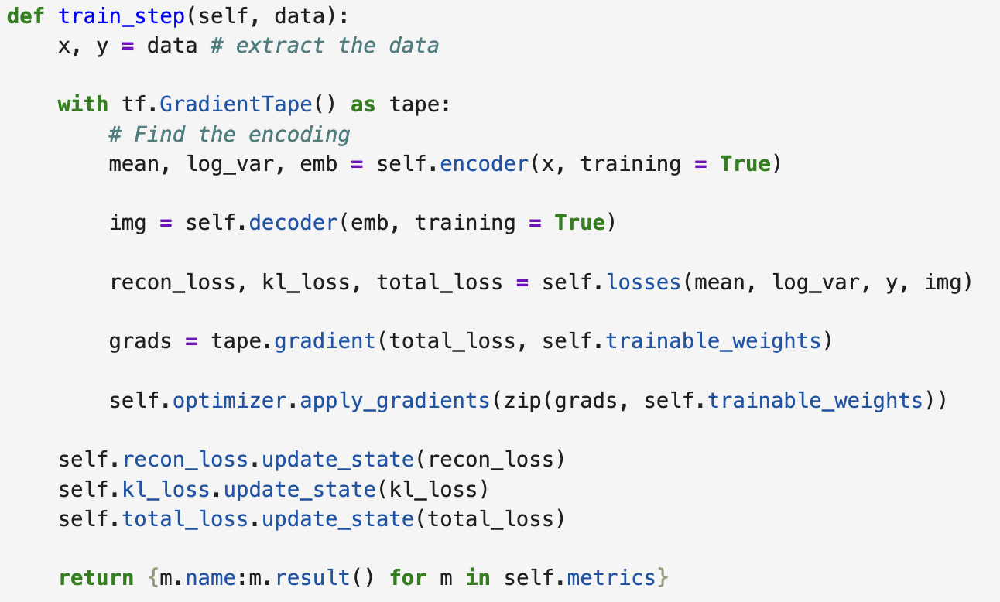 def train_step(self, data):
    x, y = data # extract the data
    with tf.GradientTape() as tape:
        # Find the encoding
        mean, log_var, emb = self.encoder(x, training = True)
        img = self.decoder(emb, training = True)
        recon_loss, kl_loss, total_loss = self.losses(mean, log_var, y, img)
        grads = tape.gradient(total_loss, self.trainable_weights)
        self.optimizer.apply_gradients(zip(grads, self.trainable_weights))
    self.recon_loss.update_state(recon_loss)
    self.kl_loss.update_state(kl_loss)
    self.total_loss.update_state(total_loss)
    return {m.name:m.result() for m in self.metrics}